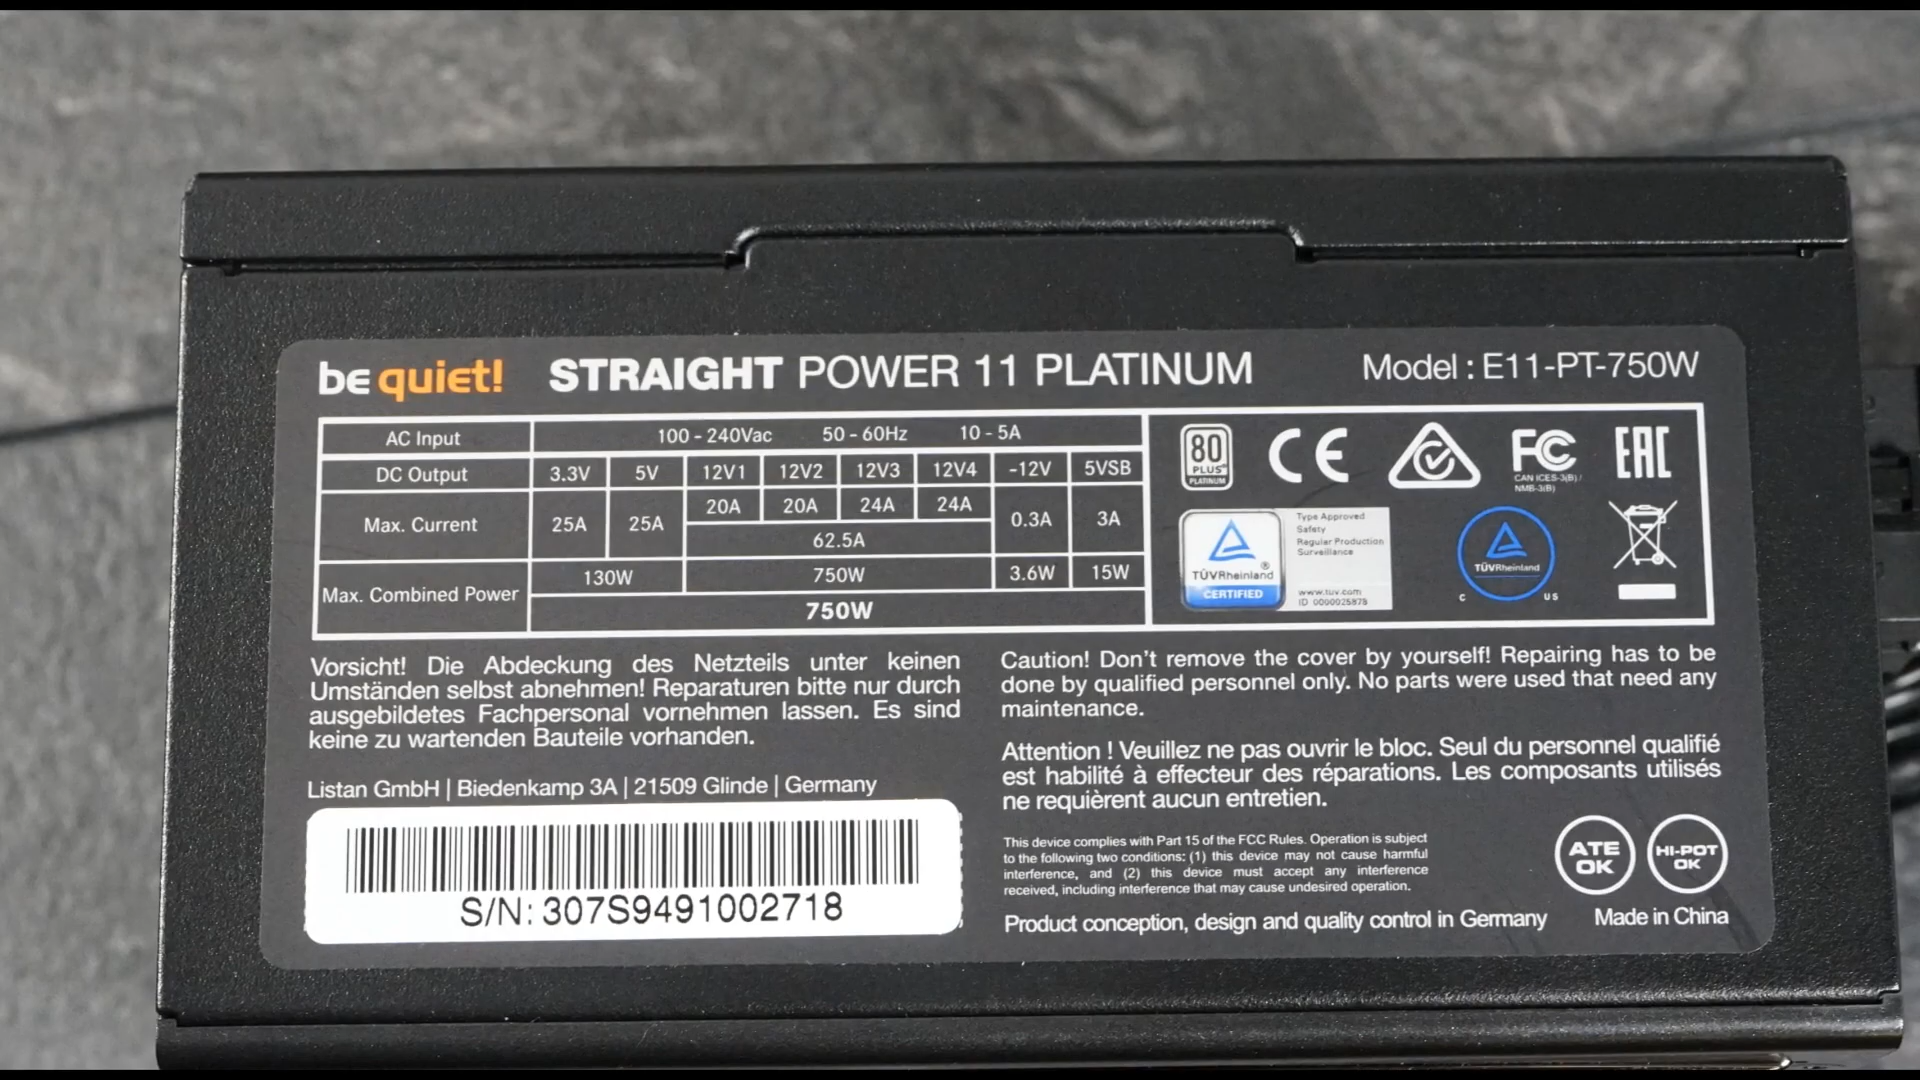 be quiet! STRAIGHT POWER 11 PLATINUM Model : E11-PT-750W
AC Input 100 - 240Vac 50 - 60Hz 10 - 5A
DC Output 3.3V 5V 12V1 12V2 12V3 12V4 -12V 5VSB
Max. Current 25A 25A 20A 20A 24A 24A 0.3A 3A
62.5A
Max. Combined Power 130W 750W 3.6W 15W
750W
80 PLUS PLATINUM CE FC EAC
CAN ICES-3(B) /
NMB-3(B)
TÜVRheinland ®
CERTIFIED
Type Approved
Safety
Regular Production
Surveillance
www.tuv.com
ID 0000025878
TÜVRheinland
C US
Vorsicht! Die Abdeckung des Netzteils unter keinen
Umständen selbst abnehmen! Reparaturen bitte nur durch
ausgebildetes Fachpersonal vornehmen lassen. Es sind
keine zu wartenden Bauteile vorhanden.
Listan GmbH | Biedenkamp 3A | 21509 Glinde | Germany
S/N: 307S9491002718
Caution! Don't remove the cover by yourself! Repairing has to be
done by qualified personnel only. No parts were used that need any
maintenance.
Attention ! Veuillez ne pas ouvrir le bloc. Seul du personnel qualifié
est habilité à effecteur des réparations. Les composants utilisés
ne requièrent aucun entretien.
This device complies with Part 15 of the FCC Rules. Operation is subject
to the following two conditions: (1) this device may not cause harmful
interference, and (2) this device must accept any interference
received, including interference that may cause undesired operation.
ATE
OK
HI-POT
OK
Product conception, design and quality control in Germany
Made in China